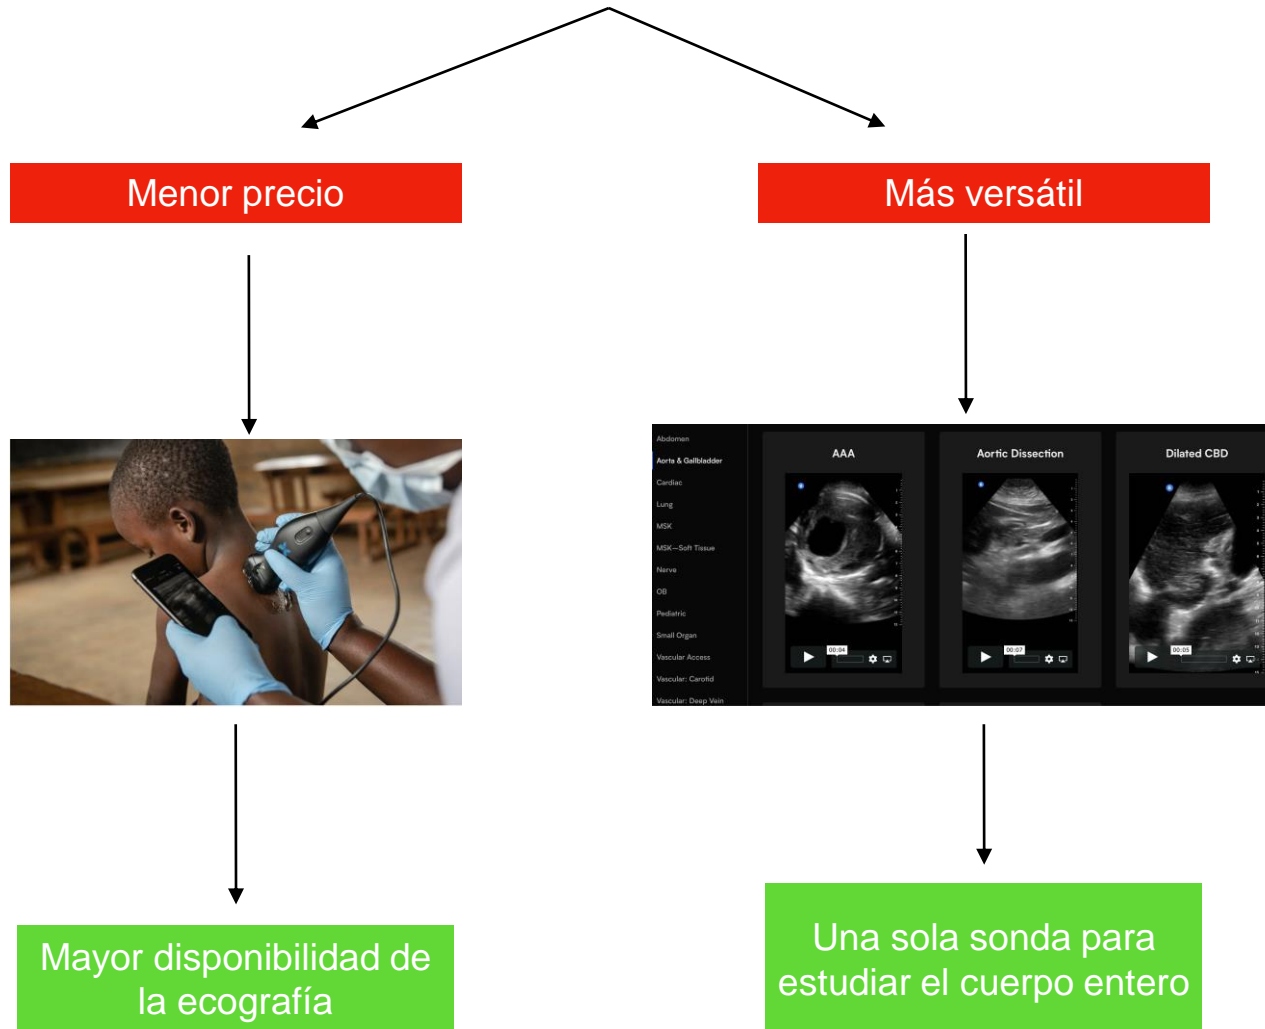 Menor precio
Más versátil
Abdomen
Aorta & Gallbladder
Cardiac
Lung
MSK
MSK—Soft Tissue
Nerve
OB
Pediatric
Small Organ
Vascular Access
Vascular: Carotid
Vascular: Deep Vein
AAA
Aortic Dissection
Dilated CBD
00:04
00:07
00:05
Mayor disponibilidad de
la ecografía
Una sola sonda para
estudiar el cuerpo entero